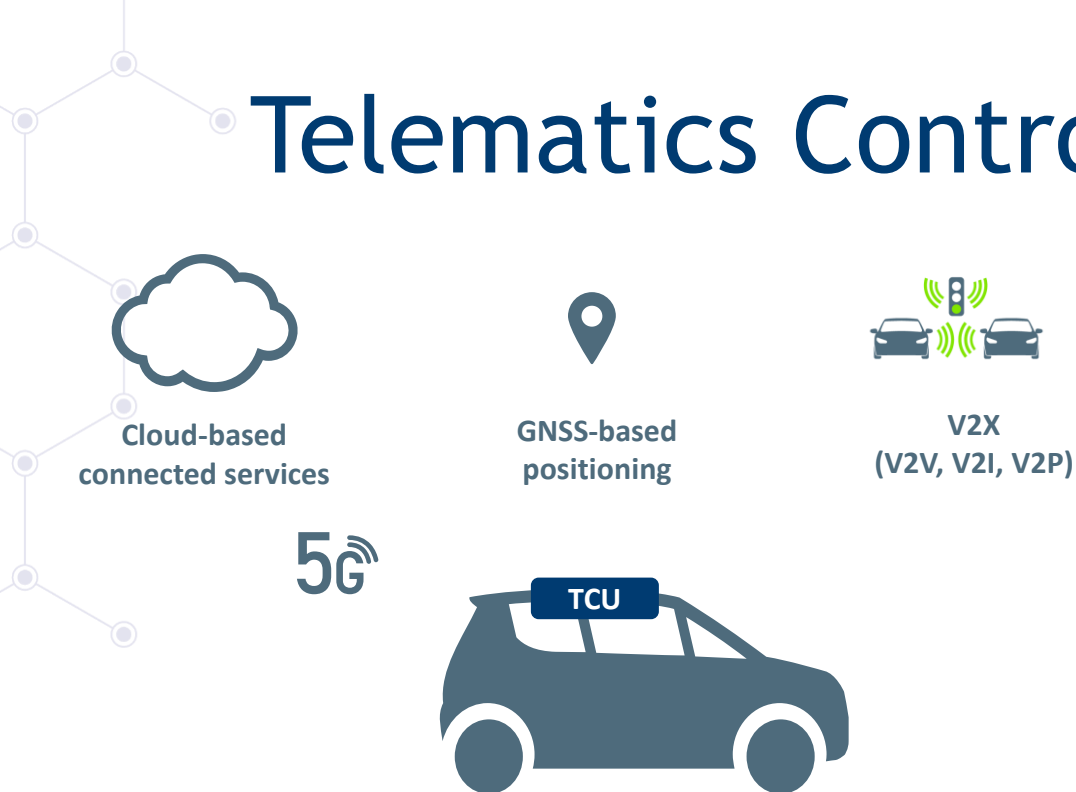 Telematics Contro
Cloud-based
connected services
GNSS-based
positioning
V2X
(V2V, V2I, V2P)
5G
TCU